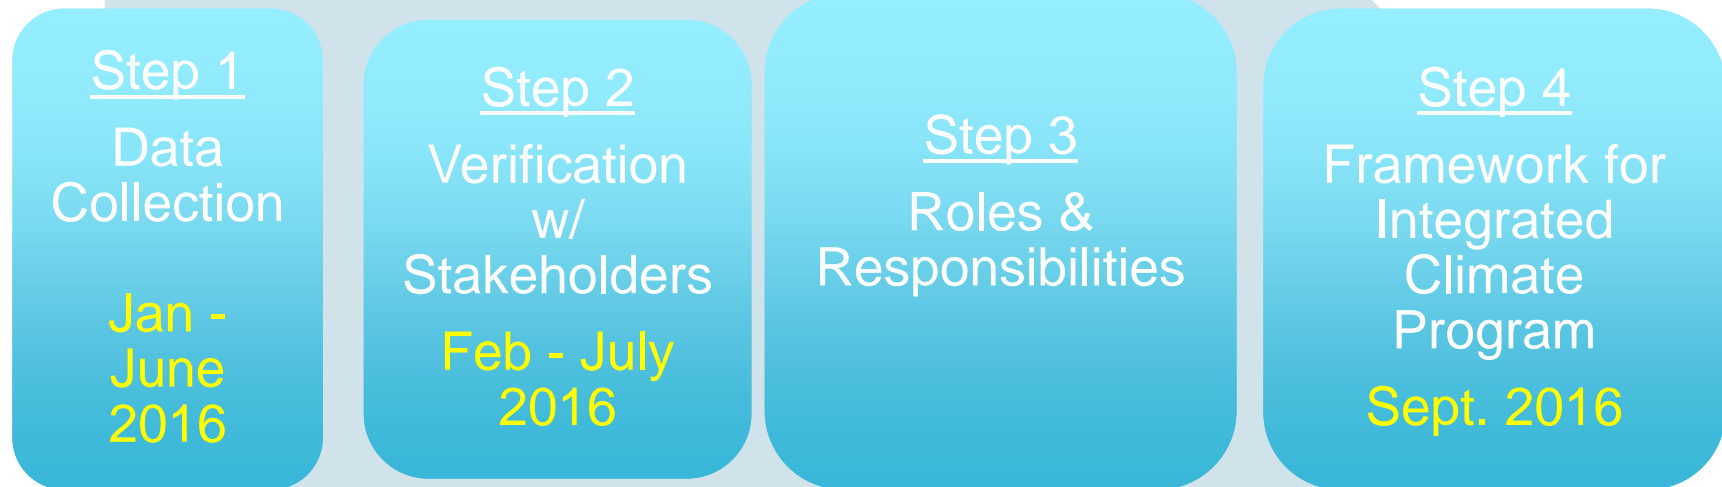 Step 1
Data
Collection
Jan -
June
2016
Step 2
Verification
w/
Stakeholders
Feb - July
2016
Step 3
Roles &
Responsibilities
Step 4
Framework for
Integrated
Climate
Program
Sept. 2016